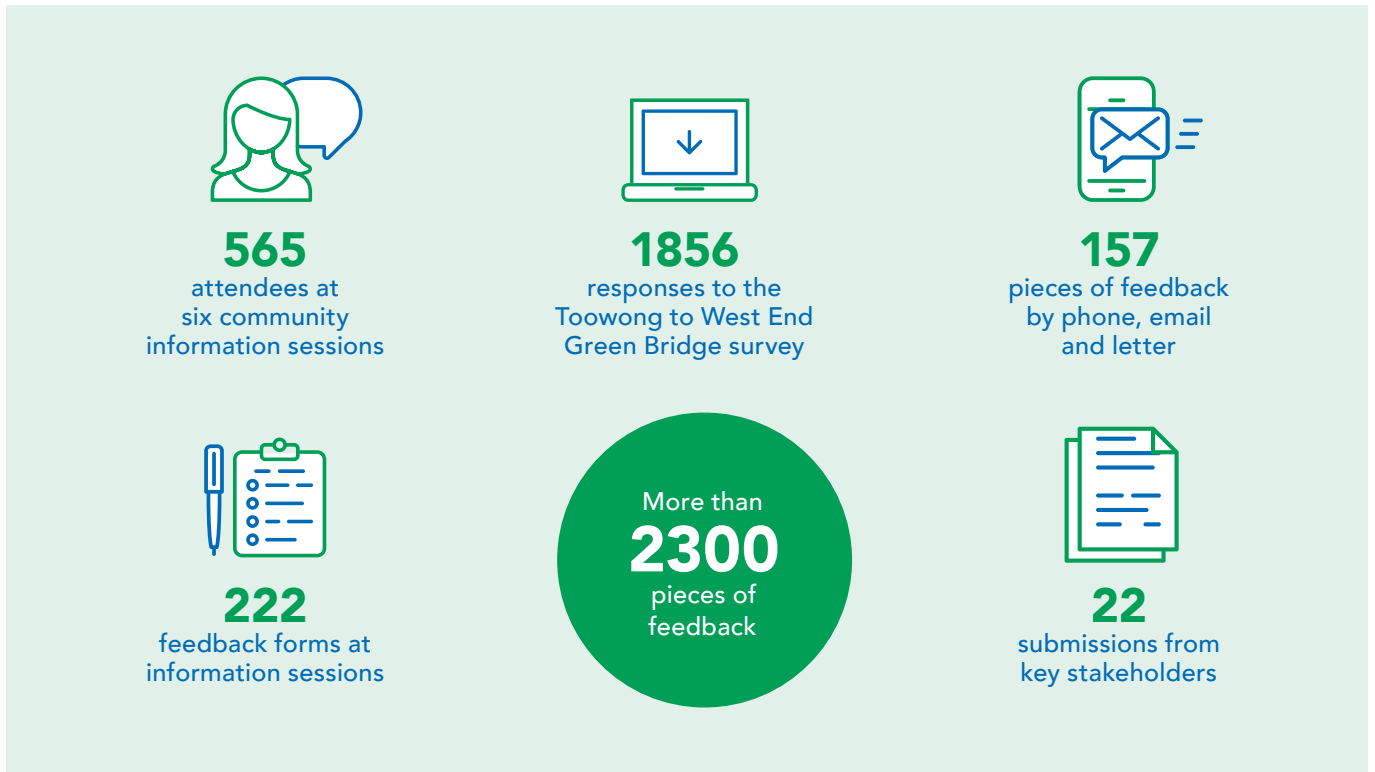 565
attendees at
six community
information sessions
1856
responses to the
Toowong to West End
Green Bridge survey
157
pieces of feedback
by phone, email
and letter
222
feedback forms at
information sessions
More than
2300
pieces of
feedback
22
submissions from
key stakeholders